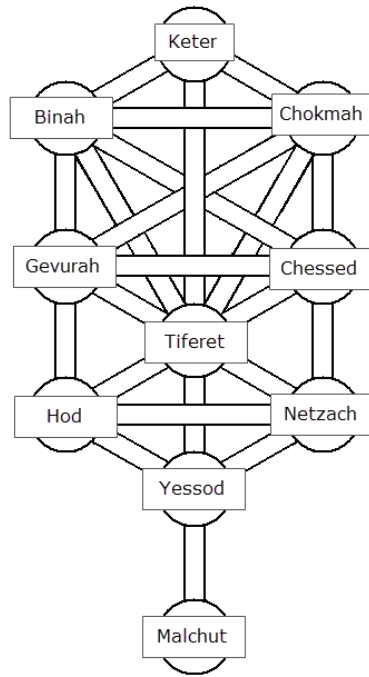 Keter
Binah
Chokmah
Gevurah
Chessed
Tiferet
Hod
Netzach
Yessod
Malchut